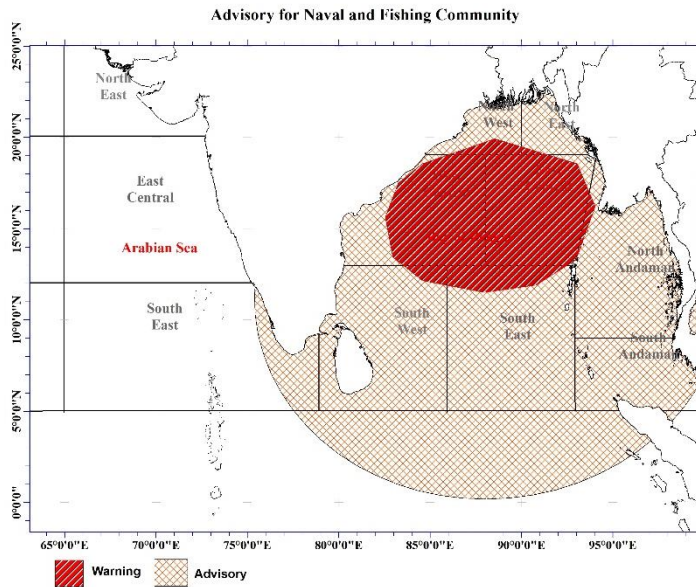 Advisory for Naval and Fishing Community
25°0'0"N
20°0'0"N
15°0'0"N
10°0'0"N
5°0'0"N
0°0'0"
North
East
North
West
North
East
East
Central
Arabian Sea
North
Andaman
South
East
South
West
South
East
South
Andaman
65°0'0"E
70°0'0"E
75°0'0"E
80°0'0"E
85°0'0"E
90°0'0"E
95°0'0"E
Warning
Advisory